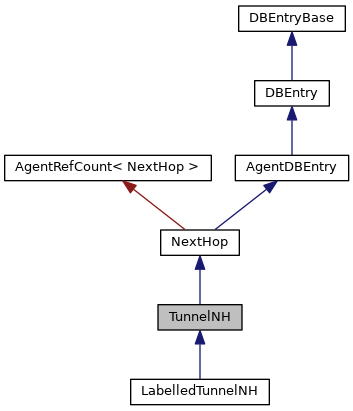 DBEntryBase
DBEntry
AgentRefCount< NextHop >
AgentDBEntry
NextHop
TunnelNH
LabelledTunnelNH